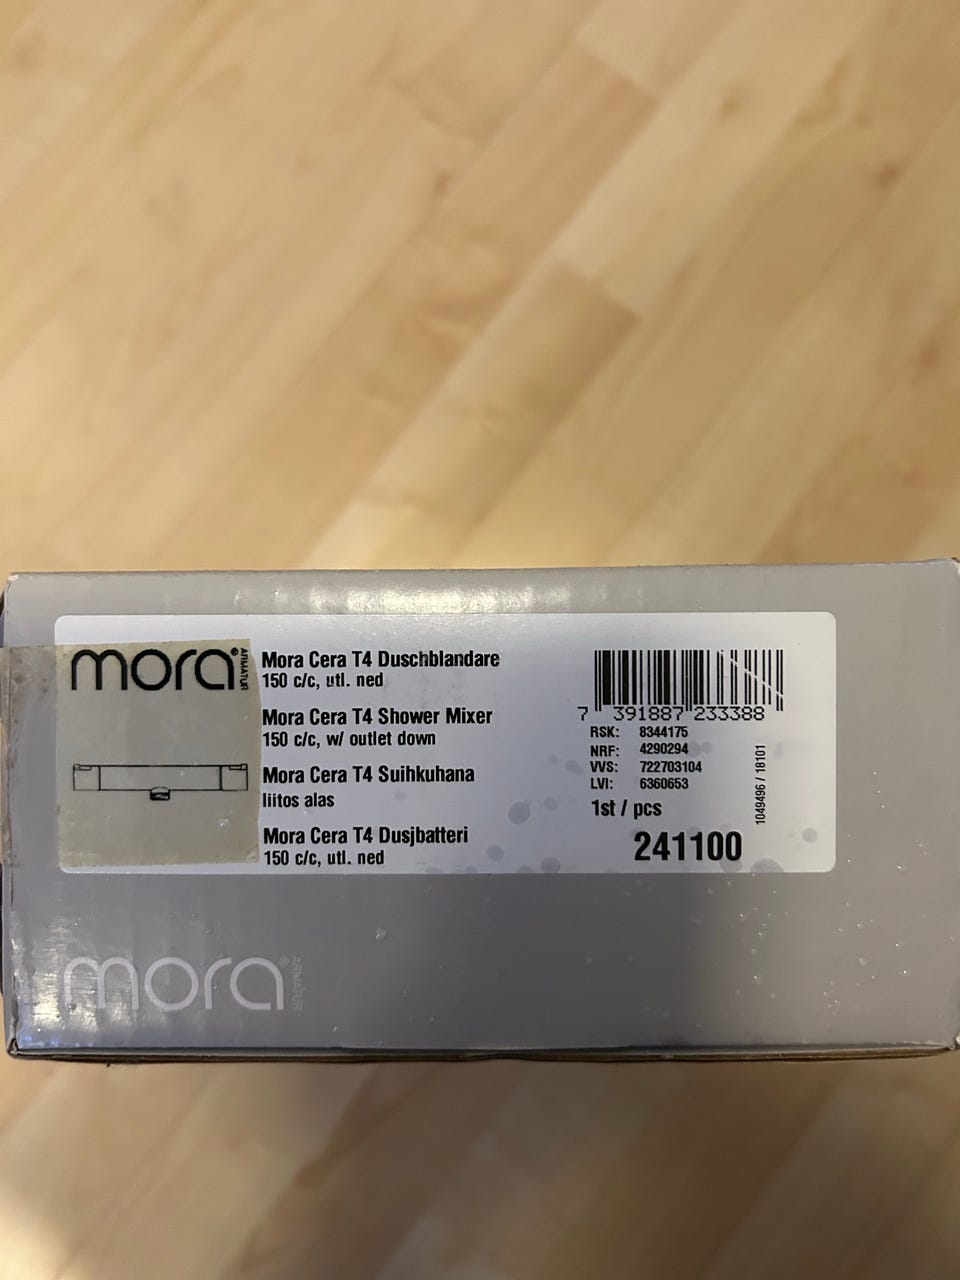 mora® ARMATUR
Mora Cera T4 Duschblandare
150 c/c, utl. ned
Mora Cera T4 Shower Mixer
150 c/c, w/ outlet down
Mora Cera T4 Suihkuhana
liitos alas
Mora Cera T4 Dusjbatteri
150 c/c, utl. ned
7 391887 233388
RSK: 8344175
NRF: 4290294
VVS: 722703104
LVI: 6360653
1st / pcs
241100
1049496 / 18101
mora® ARMATUR